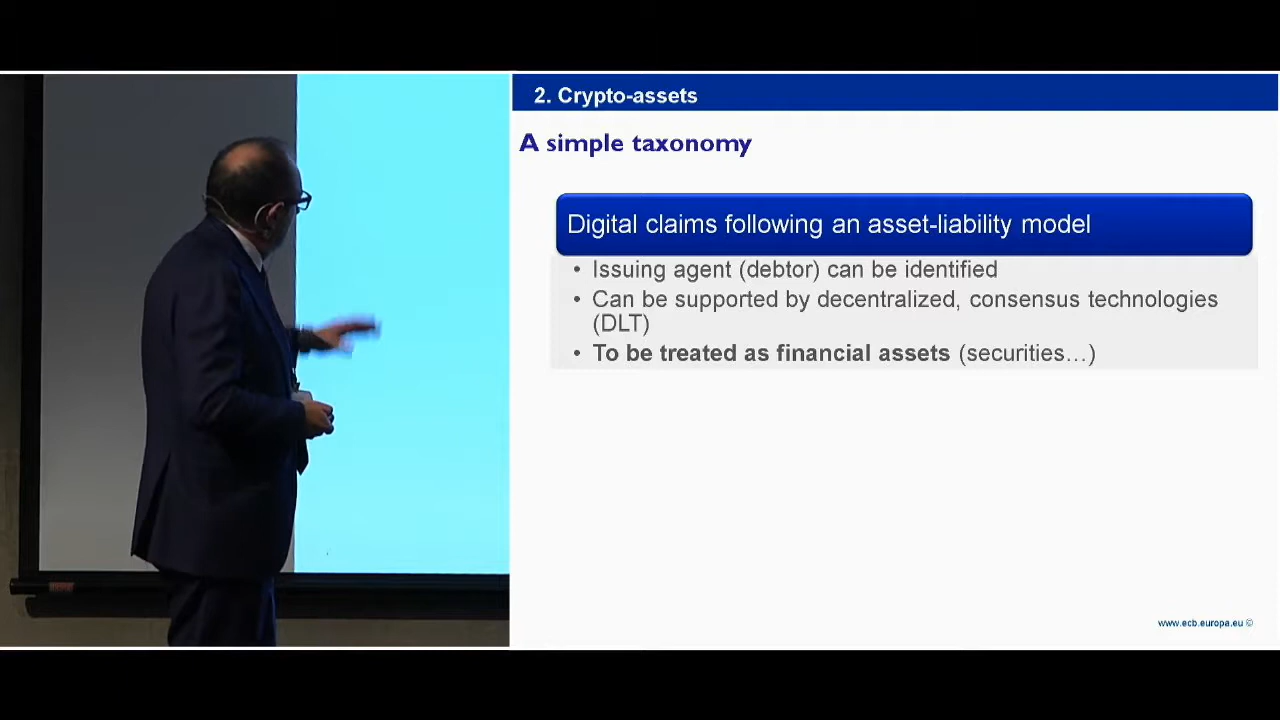 2. Crypto-assets
A simple taxonomy
Digital claims following an asset-liability model
• Issuing agent (debtor) can be identified
• Can be supported by decentralized, consensus technologies
(DLT)
• To be treated as financial assets (securities…)
www.ecb.europa.eu ©